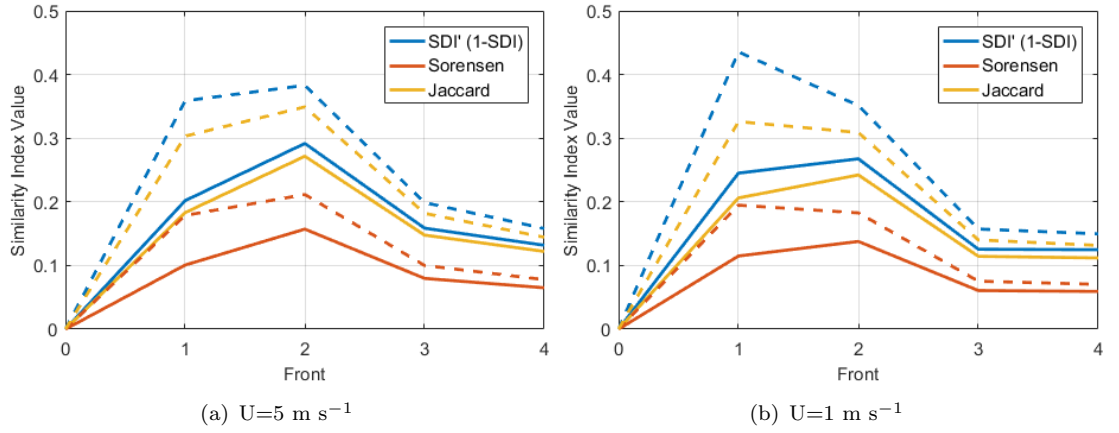 0.5
0.4
0.3
0.2
0.1
0
Similarity Index Value
0 1 2 3 4
Front
SDI' (1-SDI)
Sorensen
Jaccard
(a) U=5 m s⁻¹
0.5
0.4
0.3
0.2
0.1
0
Similarity Index Value
0 1 2 3 4
Front
SDI' (1-SDI)
Sorensen
Jaccard
(b) U=1 m s⁻¹